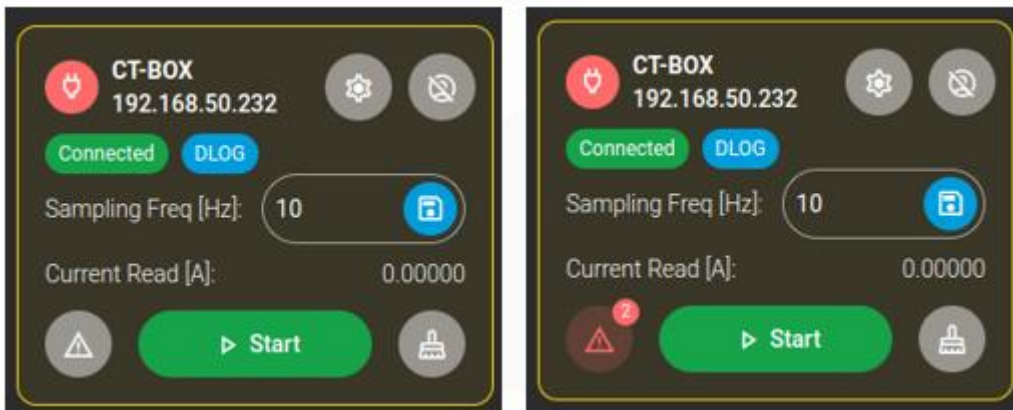 CT-BOX
192.168.50.232
Connected DLOG
Sampling Freq [Hz]: 10
Current Read [A]: 0.00000
Start
CT-BOX
192.168.50.232
Connected DLOG
Sampling Freq [Hz]: 10
Current Read [A]: 0.00000
2
Start